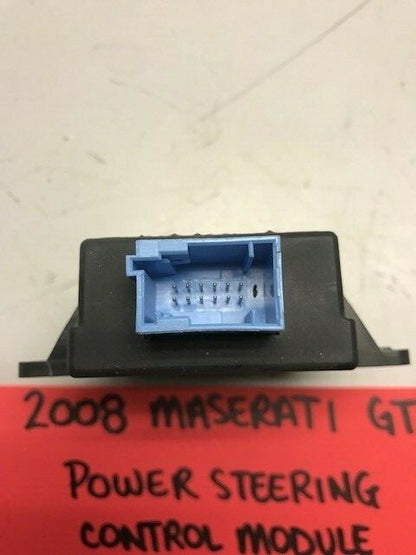 2008 MASERATI GT
POWER STEERING
CONTROL MODULE